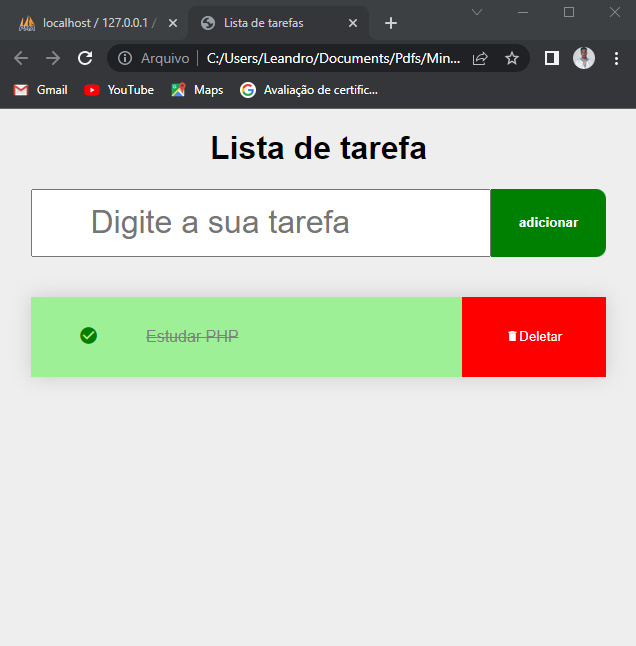 localhost / 127.0.0.1 /
Lista de tarefas
Arquivo
C:/Users/Leandro/Documents/Pdfs/Min...
Gmail
YouTube
Maps
Avaliação de certific...
Lista de tarefa
Digite a sua tarefa
adicionar
Estudar PHP
Deletar